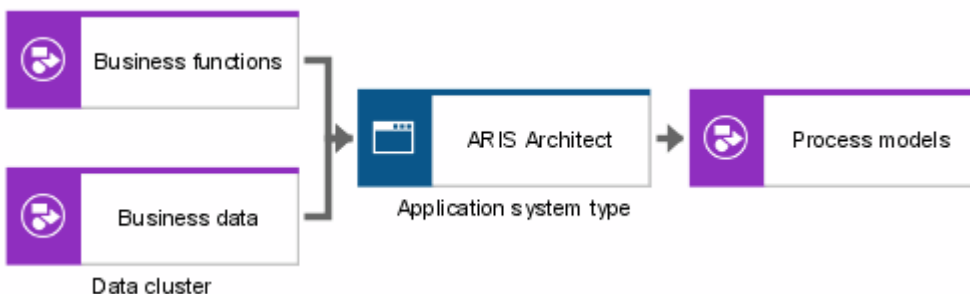 Business functions
ARIS Architect
Process models
Application system type
Business data
Data cluster